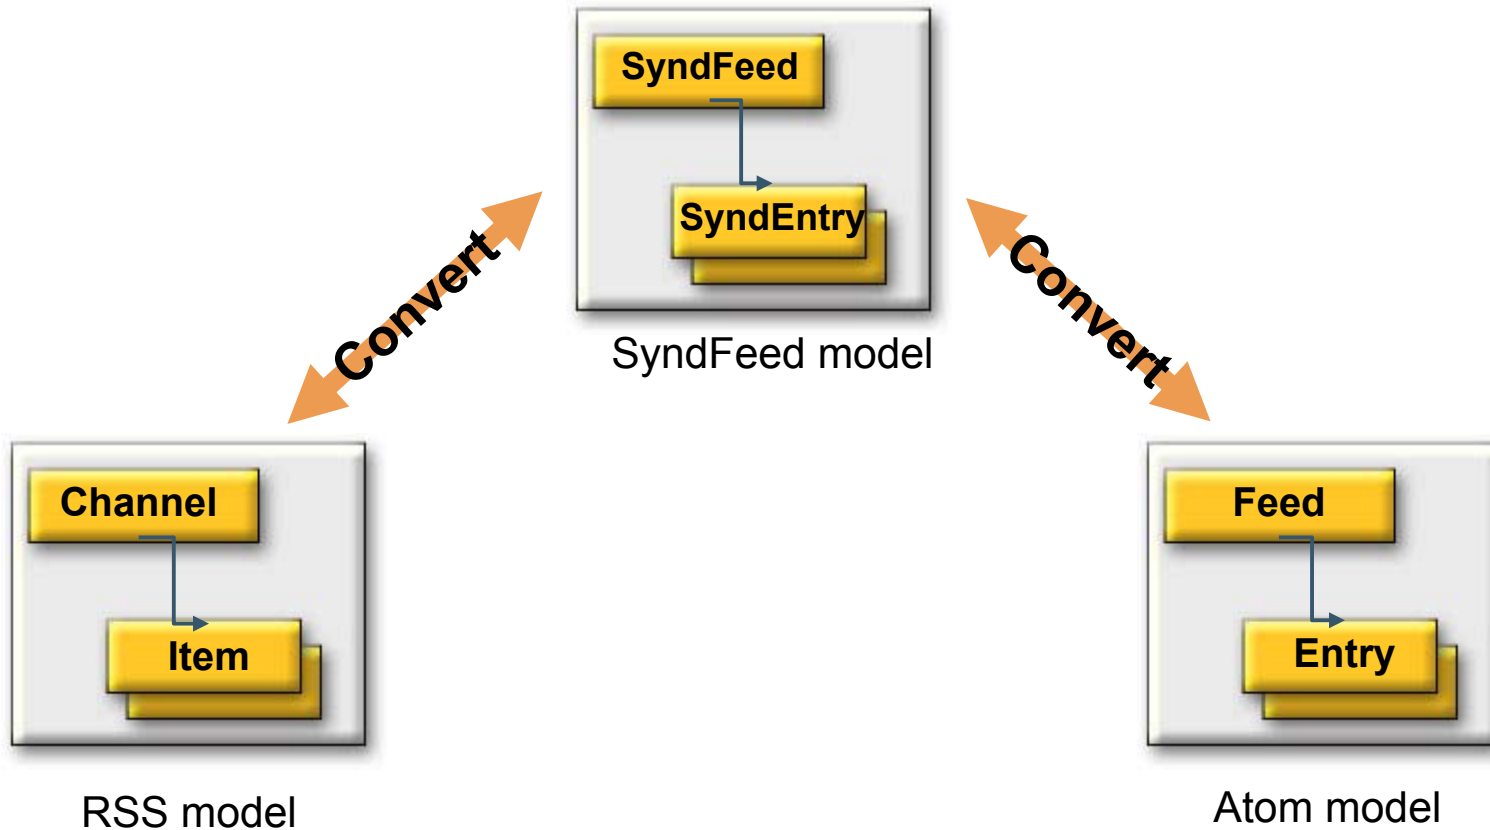 SyndFeed
SyndEntry
Convert
Convert
SyndFeed model
Channel
Item
RSS model
Feed
Entry
Atom model